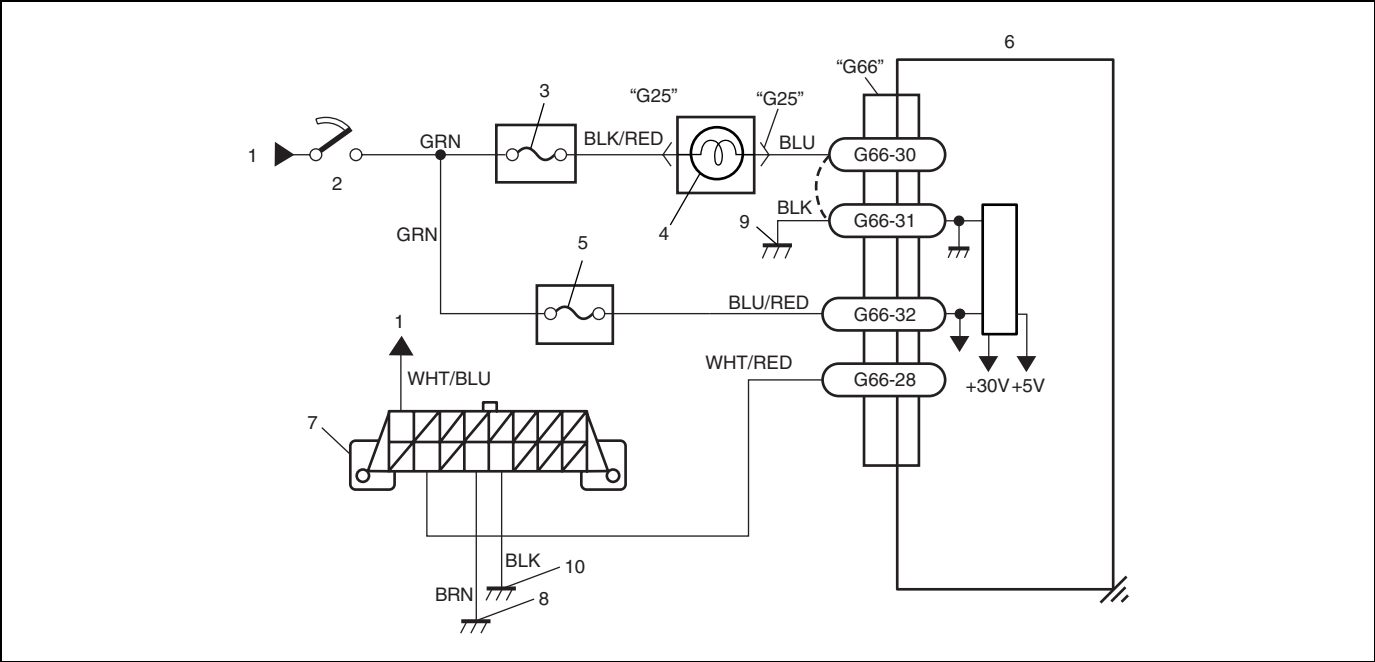 6
“G66”
3
“G25”
“G25”
GRN
BLK/RED
BLU
1
2
G66-30
4
BLK
9
G66-31
GRN
5
BLU/RED
G66-32
1
WHT/RED
WHT/BLU
G66-28
+30V
+5V
7
BLK
10
BRN
8